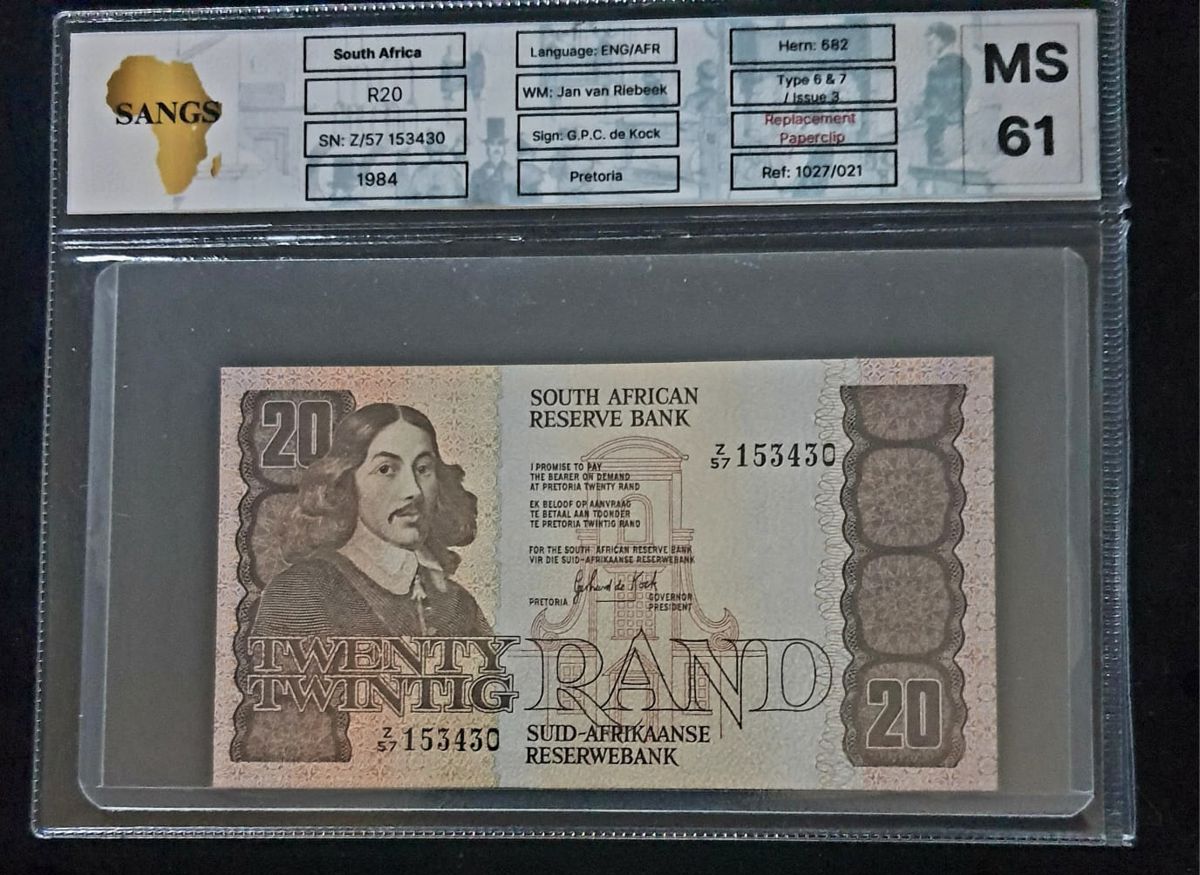 SANGS
South Africa
R20
SN: Z/57 153430
1984
Language: ENG/AFR
WM: Jan van Riebeek
Sign: G.P.C. de Kock
Pretoria
Hern: 682
Type 6 & 7
/ Issue 3
Replacement
Paperclip
Ref: 1027/021
MS
61
20
SOUTH AFRICAN
RESERVE BANK
Z/57 153430
I PROMISE TO PAY
THE BEARER ON DEMAND
AT PRETORIA TWENTY RAND
EK BELOOF OP AANVRAAG
TE BETAAL AAN TOONDER
TE PRETORIA TWINTIG RAND
FOR THE SOUTH AFRICAN RESERVE BANK
VIR DIE SUID-AFRIKAANSE RESERWEBANK
Gerhard de Kock
PRETORIA
GOVERNOR
PRESIDENT
TWENTY
TWINTIG
RAND
20
Z/57 153430
SUID-AFRIKAANSE
RESERWEBANK